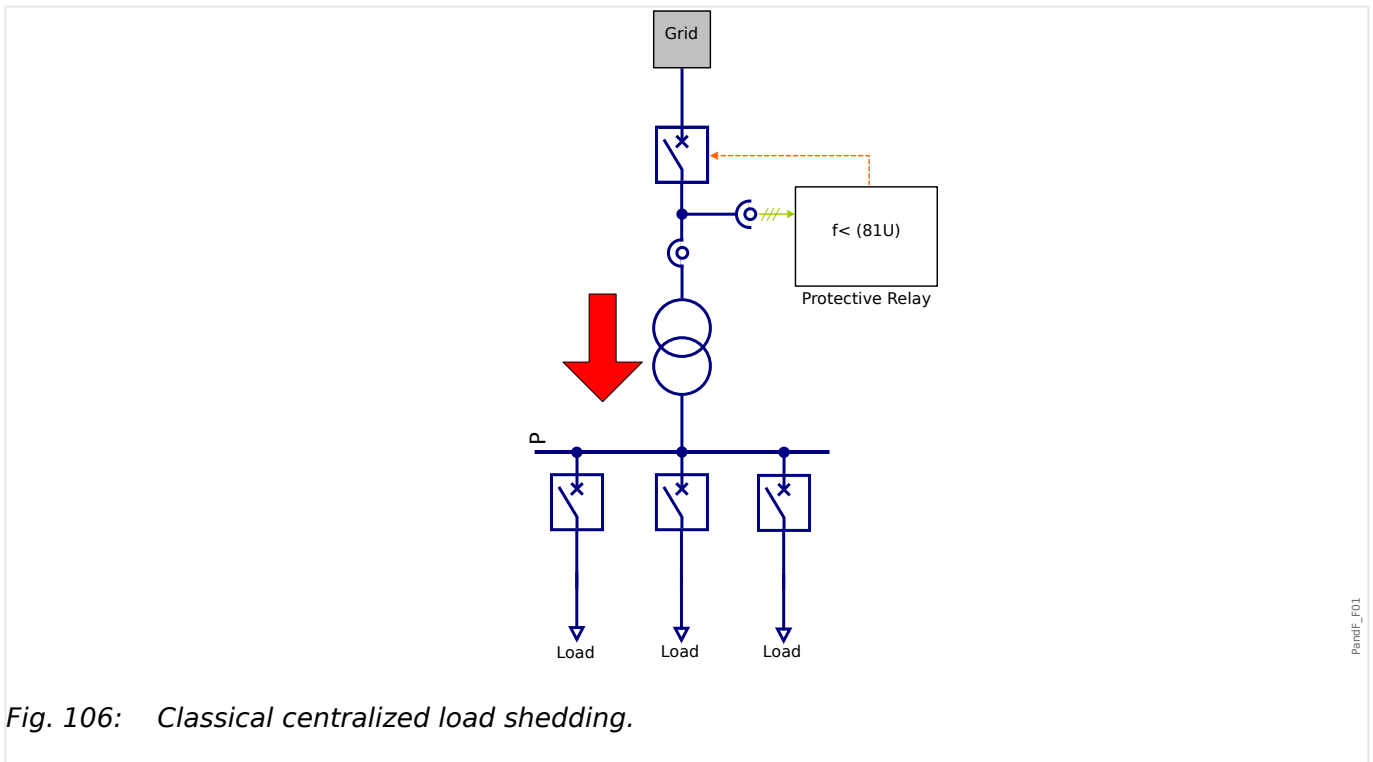 Grid
f< (81U)
Protective Relay
P
Load
Load
Load
PandF_F01
Fig. 106: Classical centralized load shedding.